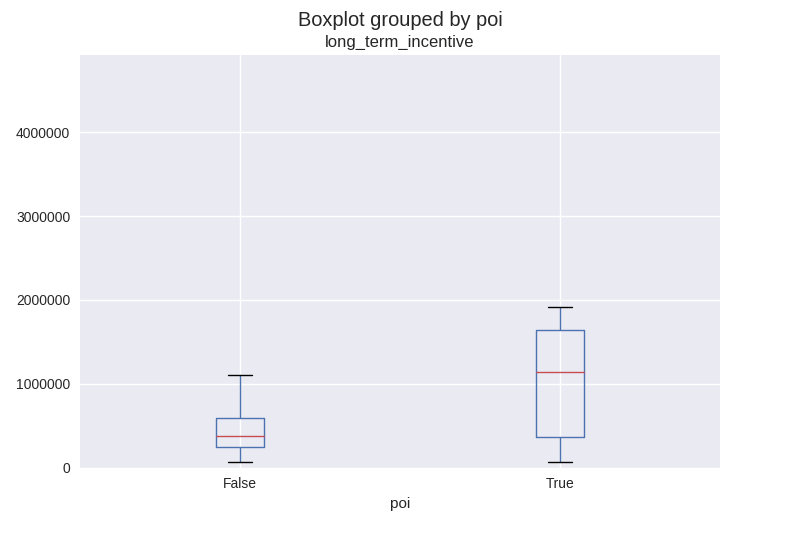 Boxplot grouped by poi
long_term_incentive
4000000
3000000
2000000
1000000
0
False
True
poi